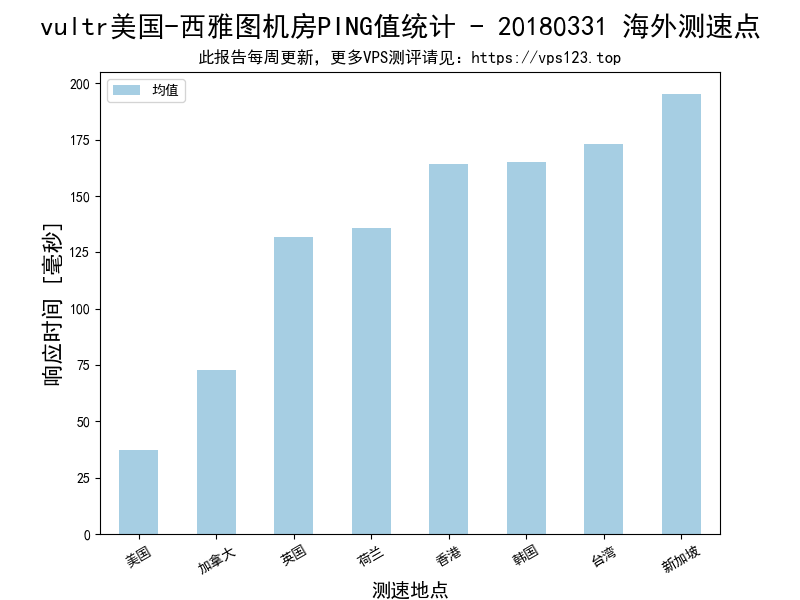 vultr美国-西雅图机房PING值统计 - 20180331 海外测速点
此报告每周更新，更多VPS测评请见：https://vps123.top
均值
200
175
150
125
100
75
50
25
0
响应时间 [毫秒]
美国
加拿大
英国
荷兰
香港
韩国
台湾
新加坡
测速地点